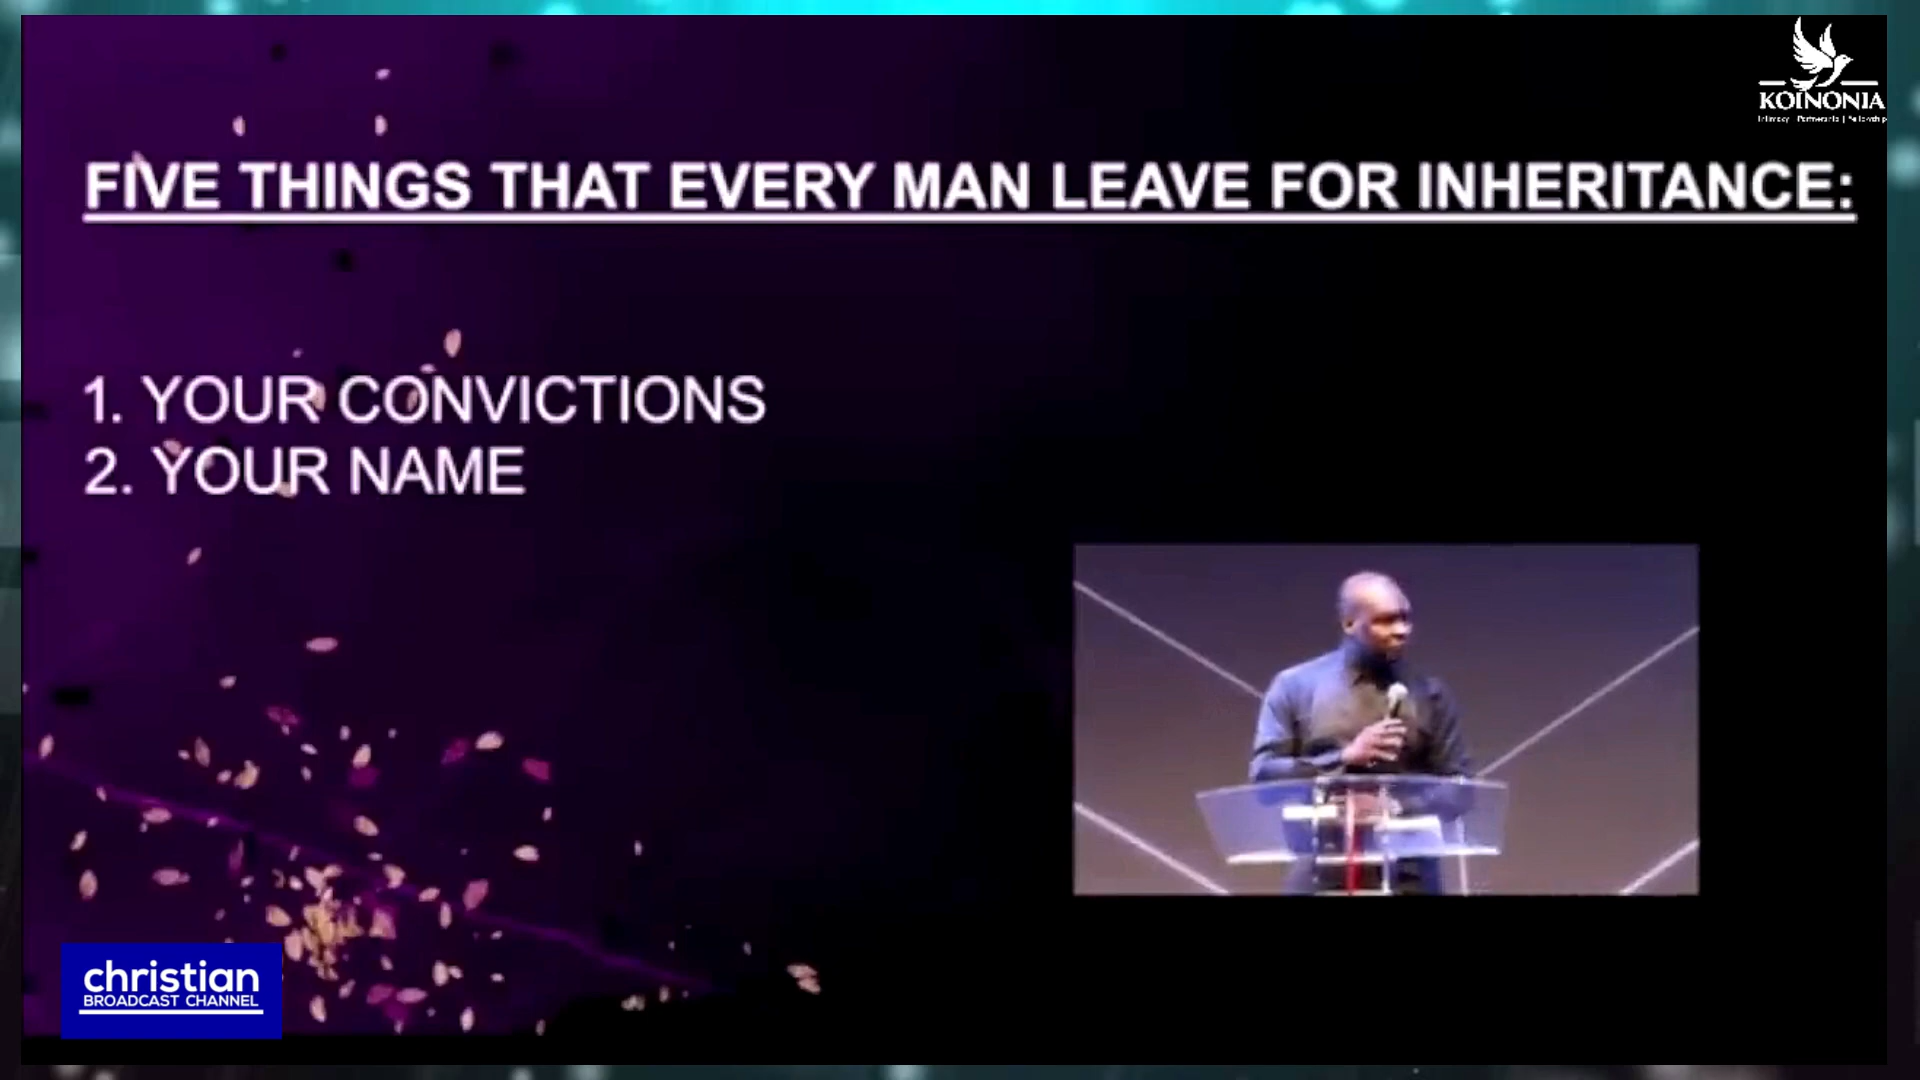 KOINONIA
FIVE THINGS THAT EVERY MAN LEAVE FOR INHERITANCE:
1. YOUR CONVICTIONS
2. YOUR NAME
christian
BROADCAST CHANNEL